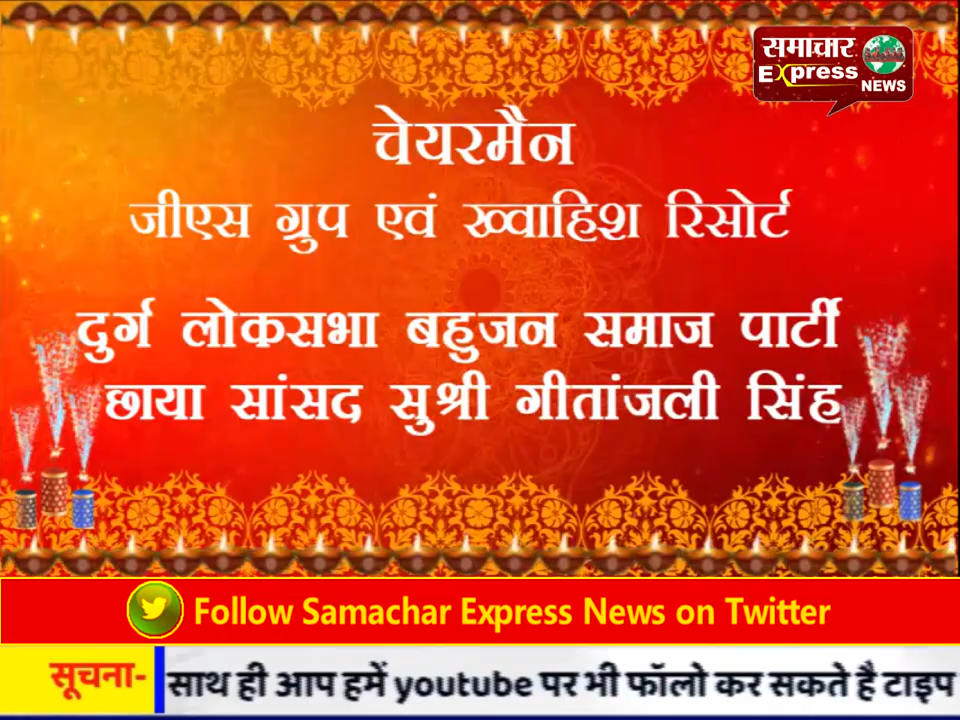 समाचार
Express
NEWS
चेयरमैन
जीएस ग्रुप एवं ख्वाहिश रिसोर्ट
दुर्ग लोकसभा बहुजन समाज पार्टी
छाया सांसद सुश्री गीतांजली सिंह
Follow Samachar Express News on Twitter
सूचना- साथ ही आप हमें youtube पर भी फॉलो कर सकते है टाइप